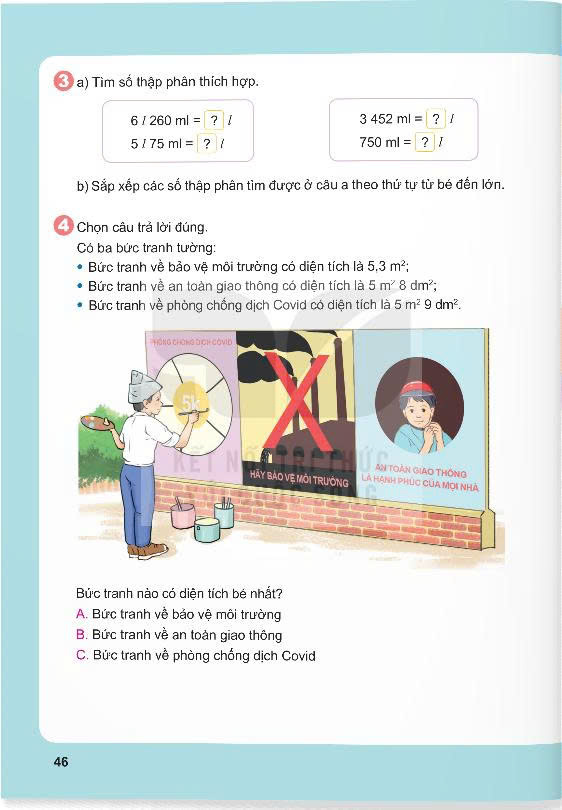 3 a) Tìm số thập phân thích hợp.
6 l 260 ml = ? l
5 l 75 ml = ? l
3 452 ml = ? l
750 ml = ? l
b) Sắp xếp các số thập phân tìm được ở câu a theo thứ tự từ bé đến lớn.
4 Chọn câu trả lời đúng.
Có ba bức tranh tường:
• Bức tranh về bảo vệ môi trường có diện tích là 5,3 m²;
• Bức tranh về an toàn giao thông có diện tích là 5 m² 8 dm²;
• Bức tranh về phòng chống dịch Covid có diện tích là 5 m² 9 dm².
PHÒNG CHỐNG DỊCH COVID
5k
HÃY BẢO VỆ MÔI TRƯỜNG
AN TOÀN GIAO THÔNG
LÀ HẠNH PHÚC CỦA MỌI NHÀ
KẾT NỐI TRI THỨC
VỚI CUỘC SỐNG
Bức tranh nào có diện tích bé nhất?
A. Bức tranh về bảo vệ môi trường
B. Bức tranh về an toàn giao thông
C. Bức tranh về phòng chống dịch Covid
46